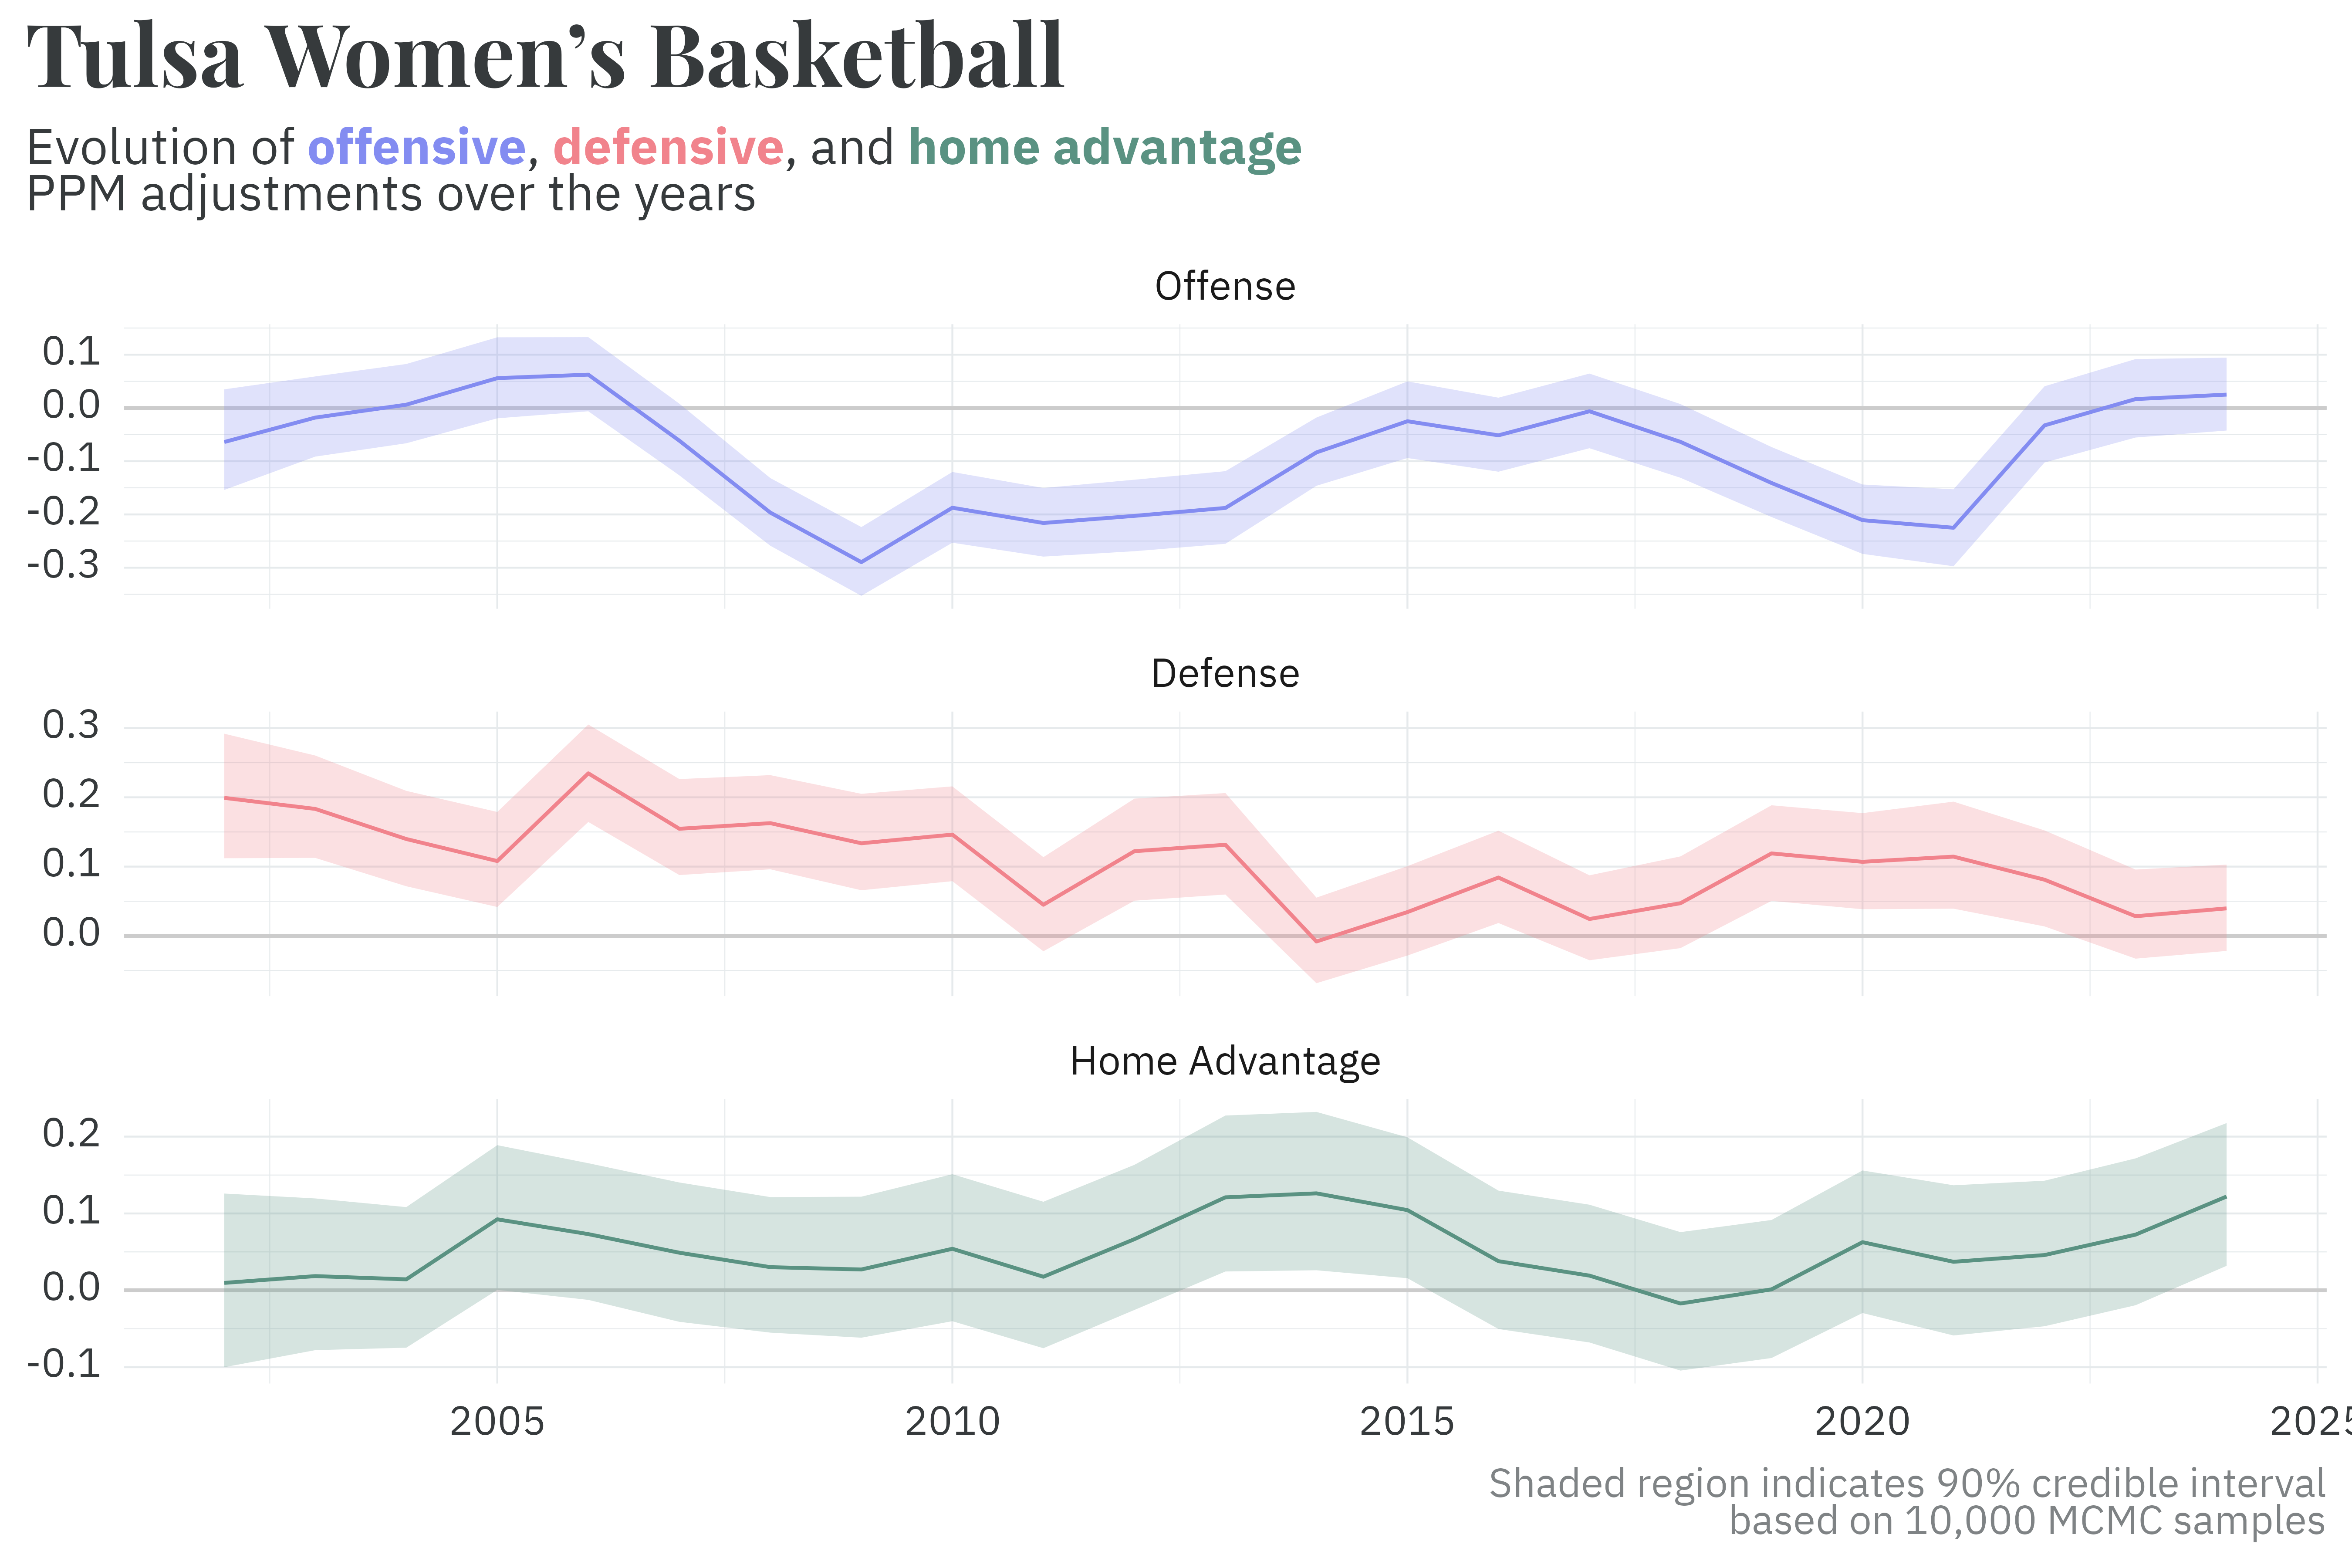 Tulsa Women’s Basketball
Evolution of offensive, defensive, and home advantage
PPM adjustments over the years
Offense
0.1
0.0
-0.1
-0.2
-0.3
Defense
0.3
0.2
0.1
0.0
Home Advantage
0.2
0.1
0.0
-0.1
2005 2010 2015 2020 2025
Shaded region indicates 90% credible interval
based on 10,000 MCMC samples